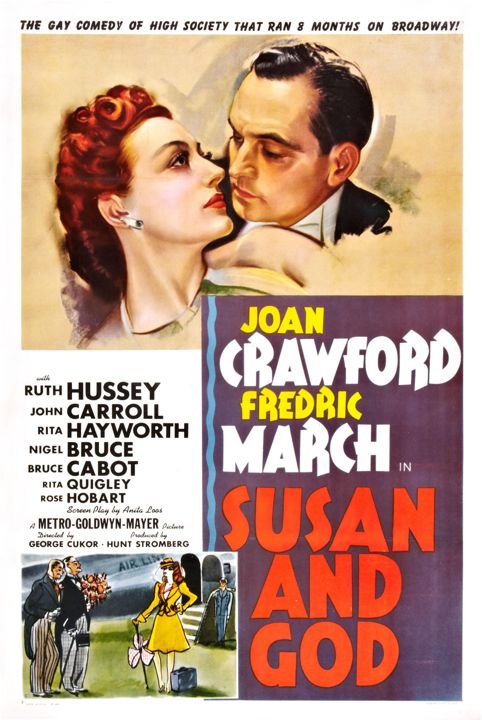 THE GAY COMEDY OF HIGH SOCIETY THAT RAN 8 MONTHS ON BROADWAY!
JOAN
CRAWFORD
FREDRIC
MARCH IN
SUSAN
AND
GOD
with
RUTH HUSSEY
JOHN CARROLL
RITA HAYWORTH
NIGEL BRUCE
BRUCE CABOT
RITA QUIGLEY
ROSE HOBART
Screen Play by Anita Loos
A METRO-GOLDWYN-MAYER Picture
Directed by Produced by
GEORGE CUKOR · HUNT STROMBERG
AIR LINE